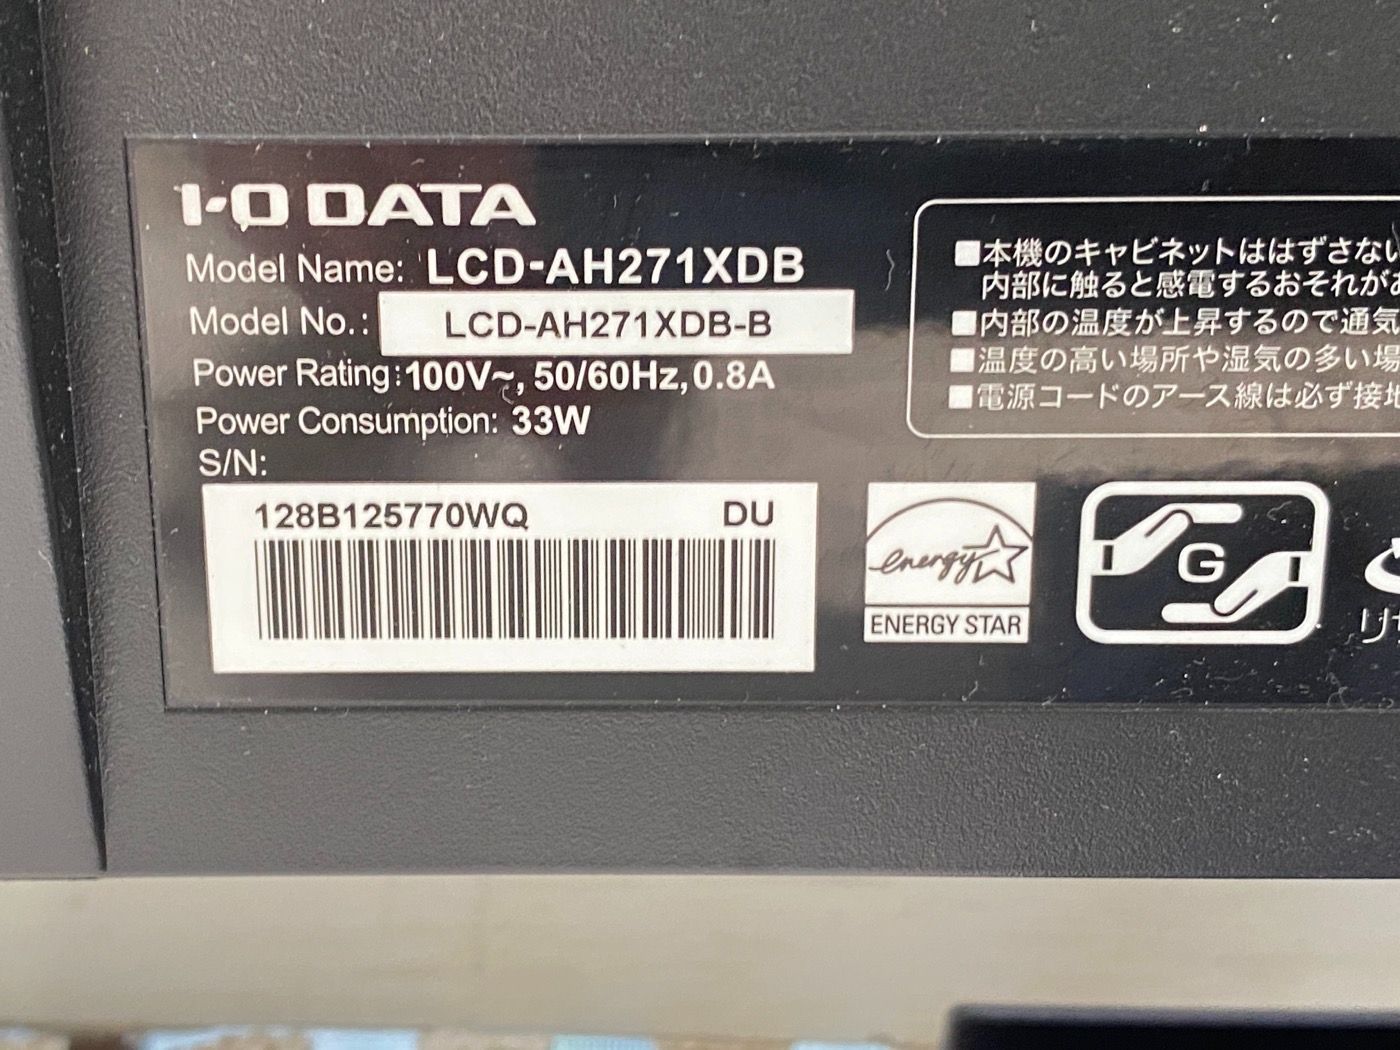 I-O DATA
Model Name: LCD-AH271XDB
Model No.: LCD-AH271XDB-B
Power Rating: 100V~, 50/60Hz, 0.8A
Power Consumption: 33W
S/N:
128B125770WQ DU
■本機のキャビネットははずさない
内部に触ると感電するおそれがあ
■内部の温度が上昇するので通気
■温度の高い場所や湿気の多い場
■電源コードのアース線は必ず接地
energy
ENERGY STAR
G
リサ